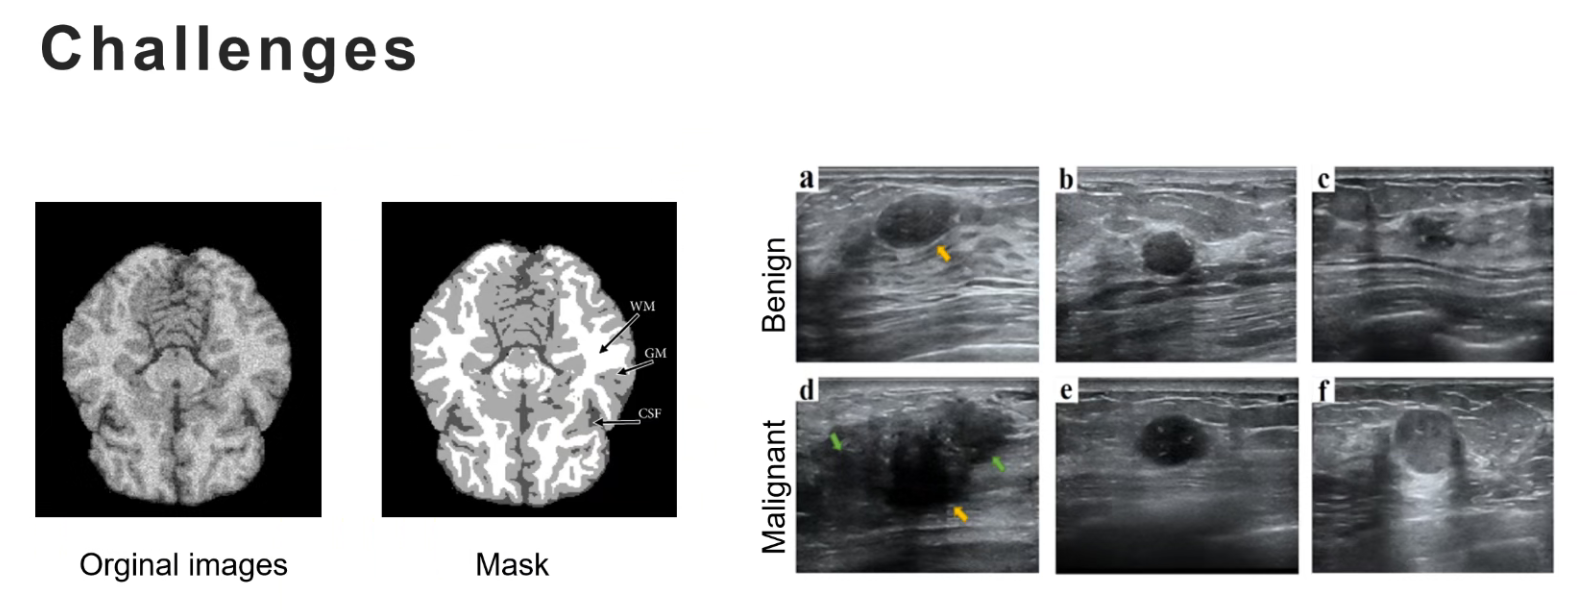 Challenges
WM
GM
CSF
Orginal images
Mask
Benign
a
b
c
Malignant
d
e
f